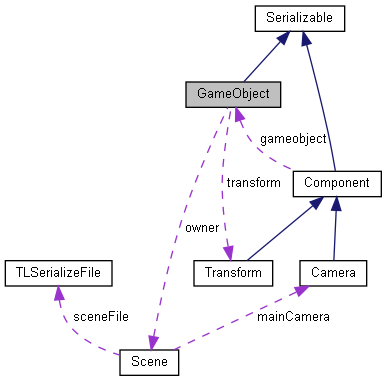 Serializable
GameObject
gameobject
transform
Component
owner
TLSerializeFile
Transform
Camera
sceneFile
mainCamera
Scene